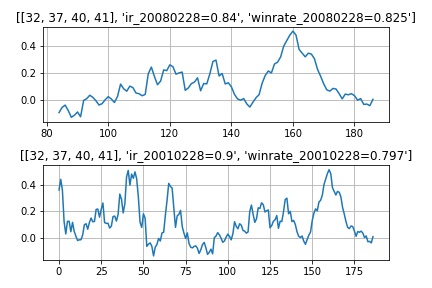 [[32, 37, 40, 41], 'ir_20080228=0.84', 'winrate_20080228=0.825']
0.4
0.2
0.0
80 100 120 140 160 180
[[32, 37, 40, 41], 'ir_20010228=0.9', 'winrate_20010228=0.797']
0.4
0.2
0.0
0 25 50 75 100 125 150 175